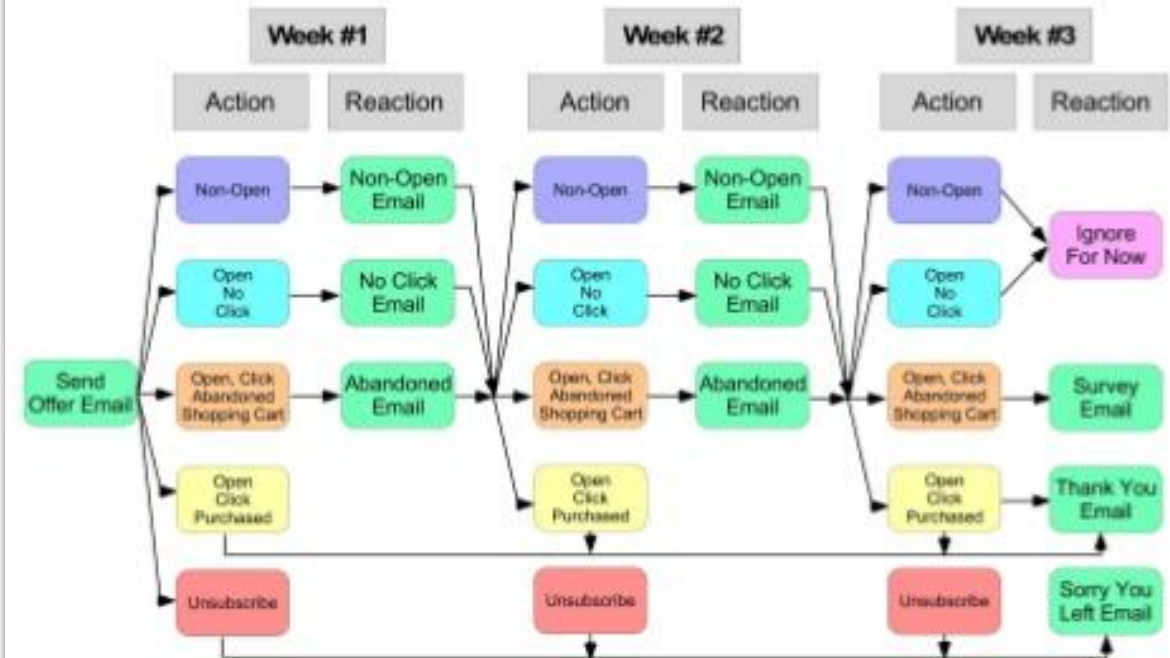 Week #1
Week #2
Week #3
Action
Reaction
Action
Reaction
Action
Reaction
Non-Open
Non-Open
Email
Non-Open
Non-Open
Email
Non-Open
Ignore
For Now
Open
No
Click
No Click
Email
Open
No
Click
No Click
Email
Open
No
Click
Send
Offer Email
Open, Click
Abandoned
Shopping Cart
Abandoned
Email
Open, Click
Abandoned
Shopping Cart
Abandoned
Email
Open, Click
Abandoned
Shopping Cart
Survey
Email
Open
Click
Purchased
Open
Click
Purchased
Open
Click
Purchased
Thank You
Email
Unsubscribe
Unsubscribe
Unsubscribe
Sorry You
Left Email